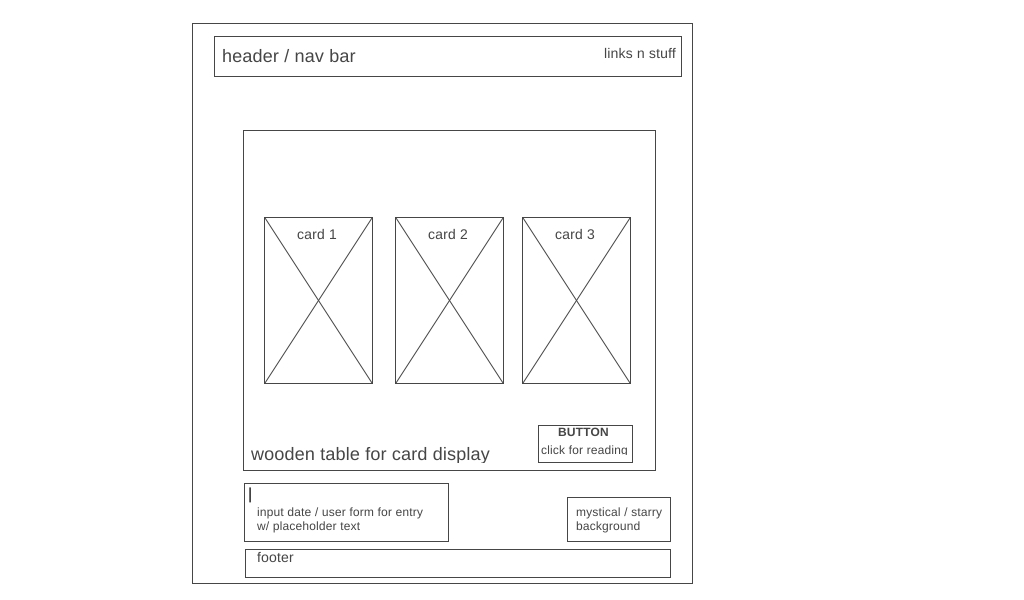 header / nav bar
links n stuff
card 1
card 2
card 3
BUTTON
click for reading
wooden table for card display
input date / user form for entry
w/ placeholder text
mystical / starry
background
footer